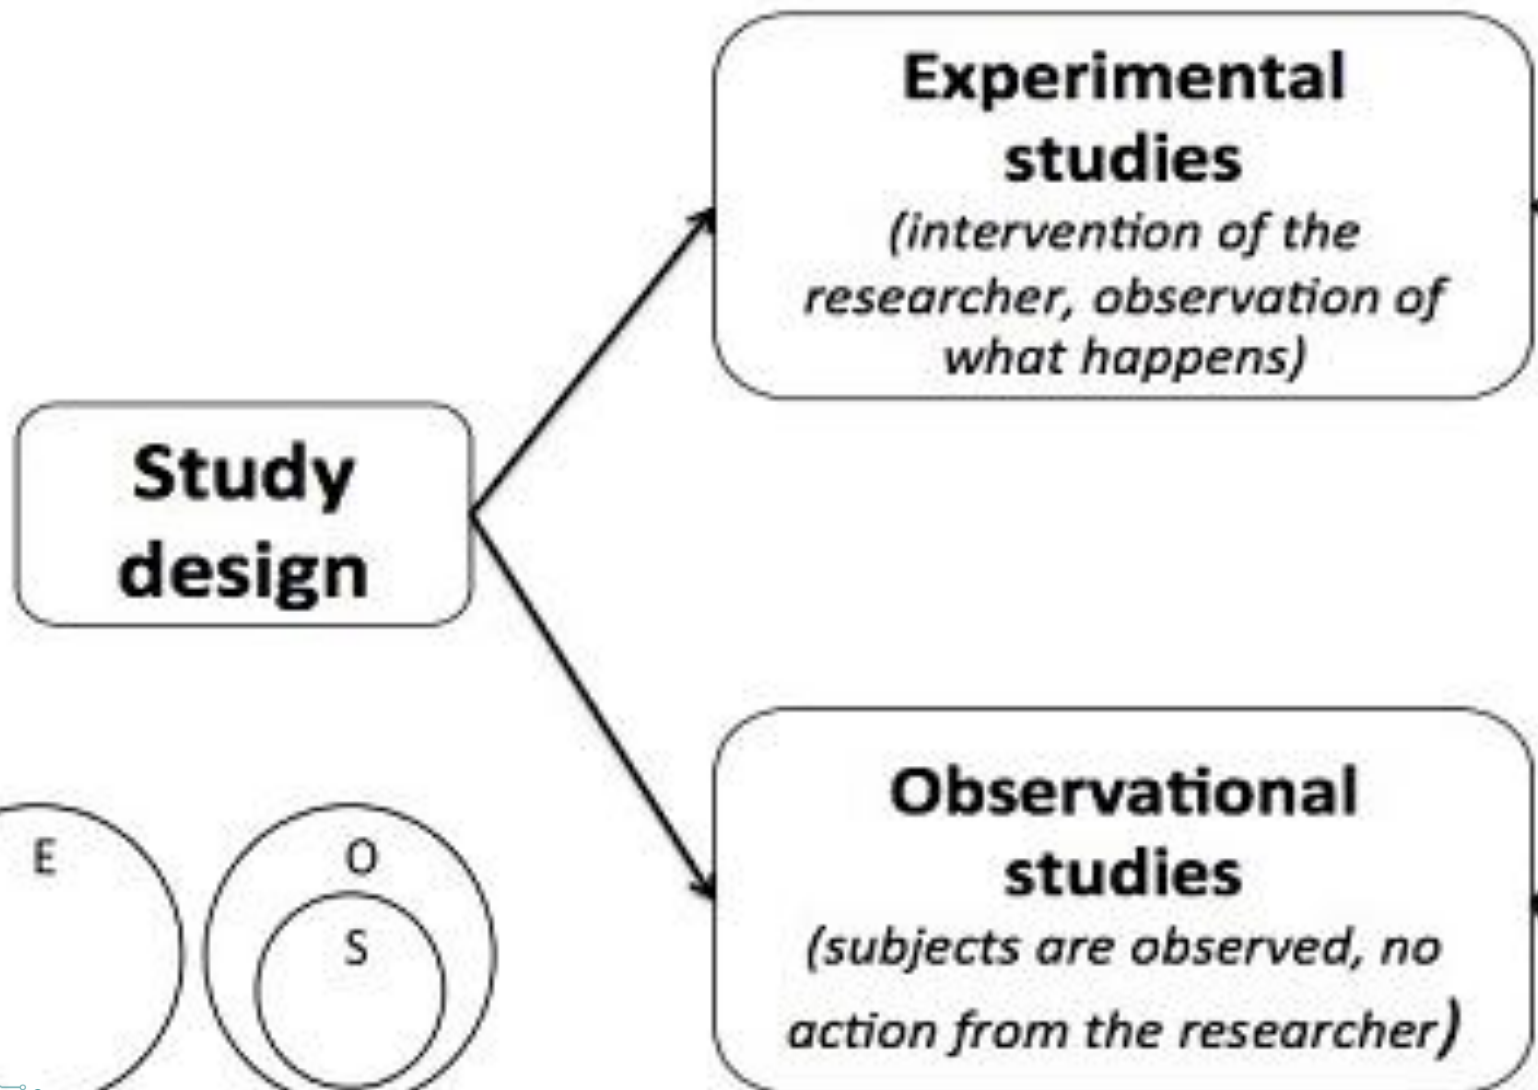 Experimental
studies
(intervention of the
researcher, observation of
what happens)
Study
design
Observational
studies
(subjects are observed, no
action from the researcher)
E
O
S